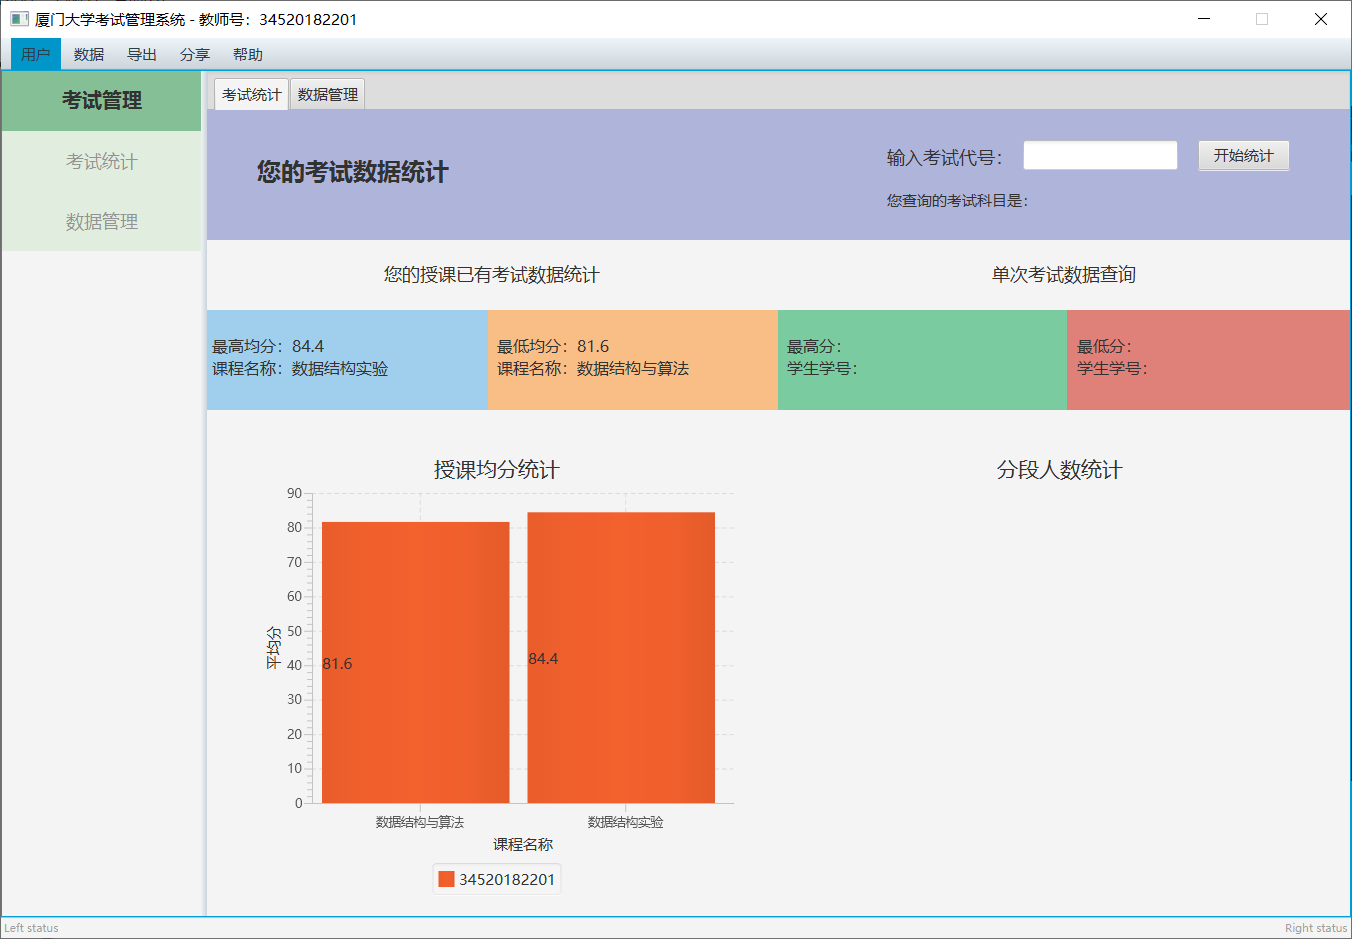 厦门大学考试管理系统 - 教师号：34520182201
用户 数据 导出 分享 帮助
考试管理
考试统计
数据管理
考试统计 数据管理
您的考试数据统计
输入考试代号：
开始统计
您查询的考试科目是：
您的授课已有考试数据统计
单次考试数据查询
最高均分：84.4
课程名称：数据结构实验
最低均分：81.6
课程名称：数据结构与算法
最高分：
学生学号：
最低分：
学生学号：
授课均分统计
90
80
70
60
50
40
30
20
10
0
平均分
81.6
84.4
数据结构与算法
数据结构实验
课程名称
34520182201
分段人数统计
Left status
Right status